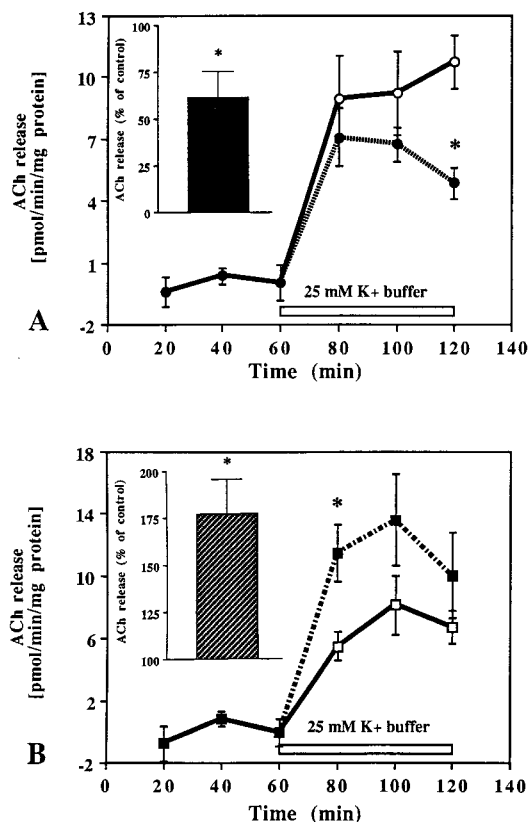 13
10
7
4
1
-2
ACh release
[pmol/min/mg protein]
100
75
50
25
0
ACh release (% of control)
*
*
25 mM K+ buffer
A
0 20 40 60 80 100 120 140
Time (min)
18
14
10
6
2
-2
ACh release
[pmol/min/mg protein]
200
175
150
125
100
ACh release (% of control)
*
*
25 mM K+ buffer
B
0 20 40 60 80 100 120 140
Time (min)